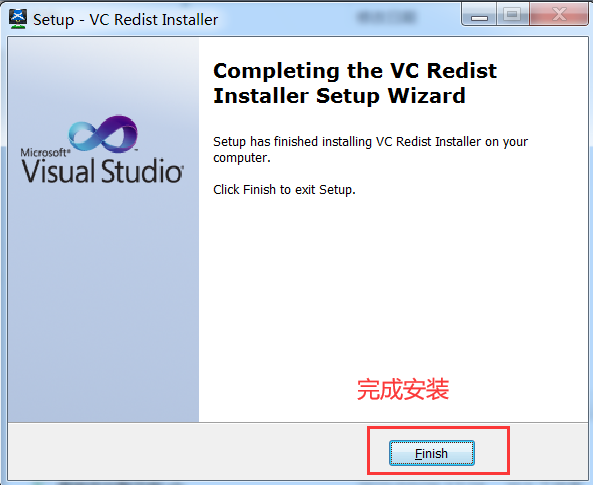 Setup - VC Redist Installer
Completing the VC Redist
Installer Setup Wizard
Microsoft®
Visual Studio
Setup has finished installing VC Redist Installer on your
computer.
Click Finish to exit Setup.
完成安装
Finish